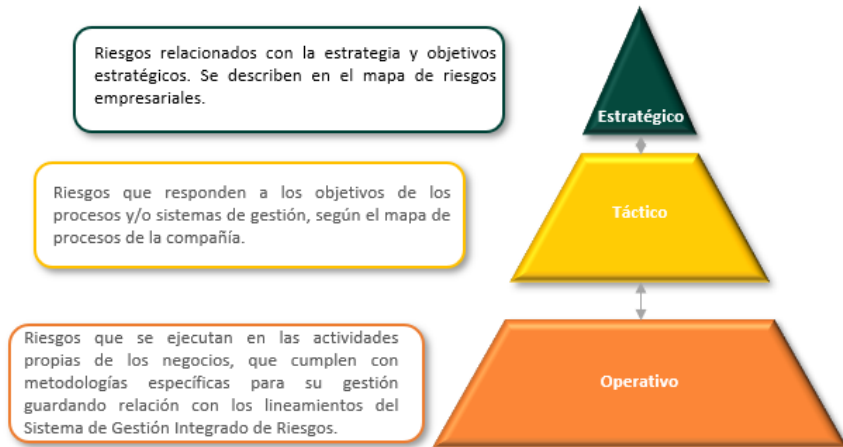 Riesgos relacionados con la estrategia y objetivos
estratégicos. Se describen en el mapa de riesgos
empresariales.
Estratégico
Riesgos que responden a los objetivos de los
procesos y/o sistemas de gestión, según el mapa de
procesos de la compañía.
Táctico
Riesgos que se ejecutan en las actividades
propias de los negocios, que cumplen con
metodologías específicas para su gestión
guardando relación con los lineamientos del
Sistema de Gestión Integrado de Riesgos.
Operativo